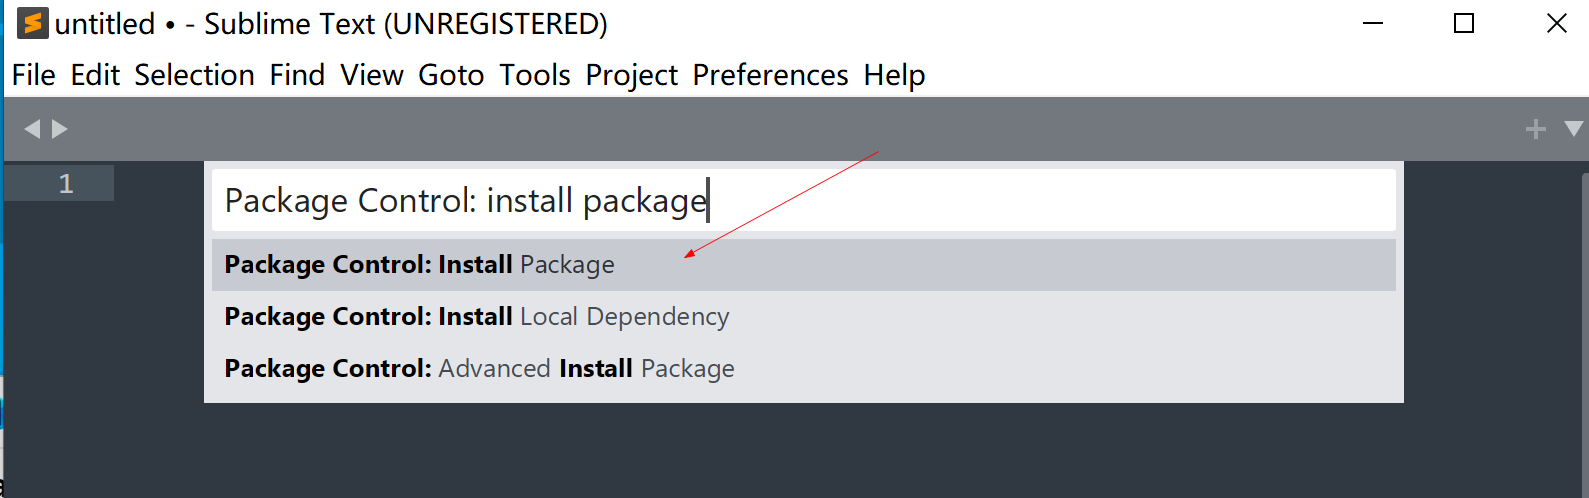 untitled • - Sublime Text (UNREGISTERED)
File Edit Selection Find View Goto Tools Project Preferences Help
1
Package Control: install package
Package Control: Install Package
Package Control: Install Local Dependency
Package Control: Advanced Install Package